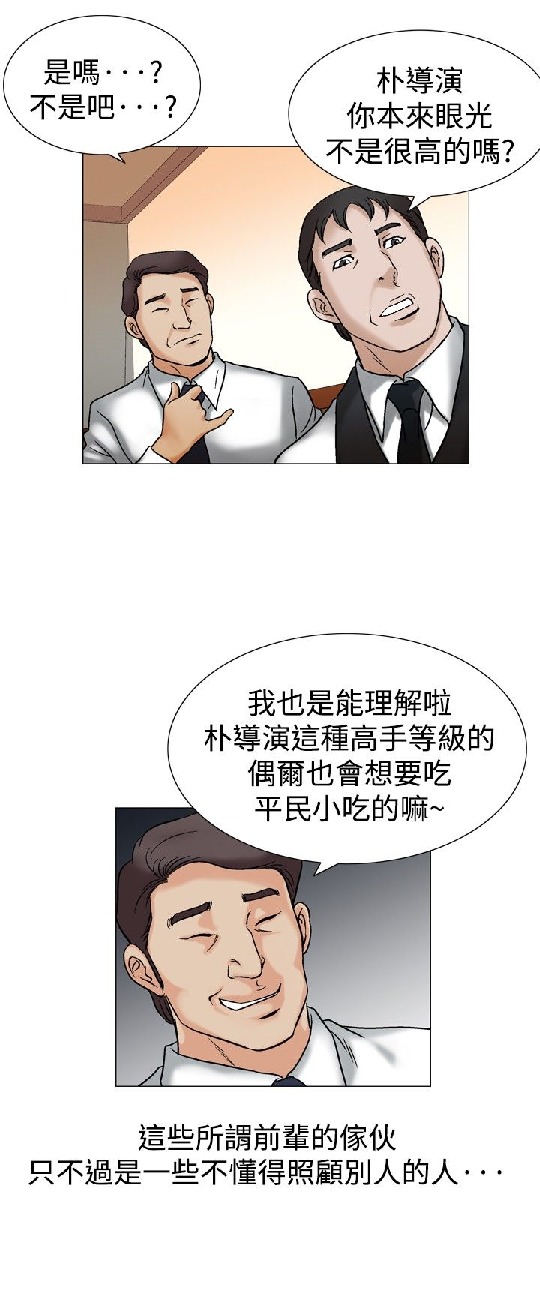 是嗎···?
不是吧···?
朴導演
你本來眼光
不是很高的嗎?
我也是能理解啦
朴導演這種高手等級的
偶爾也會想要吃
平民小吃的嘛~
這些所謂前輩的傢伙
只不過是一些不懂得照顧別人的人···